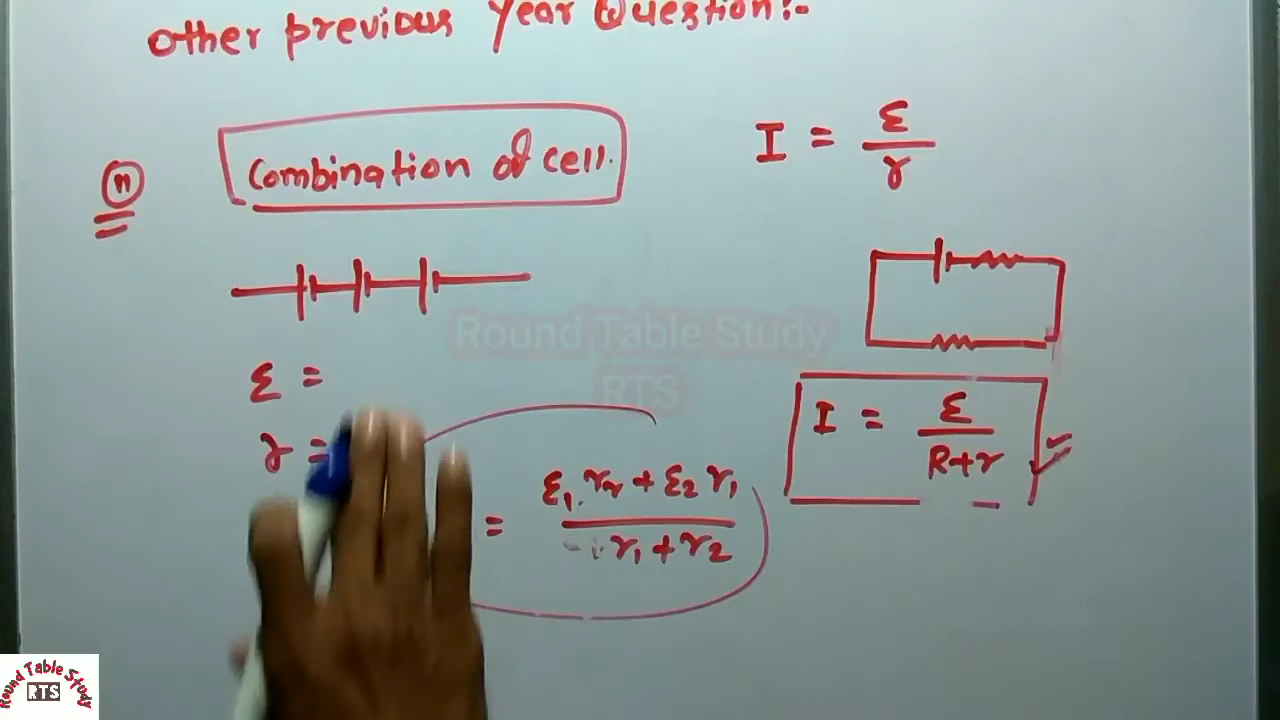 other previous year Question:-
(11) Combination of cell.
I = ε/r
Round Table Study
RTS
ε =
r =
I = ε/R+r
= ε1.r2 + ε2 r1 / r1 + r2
Round Table Study
RTS